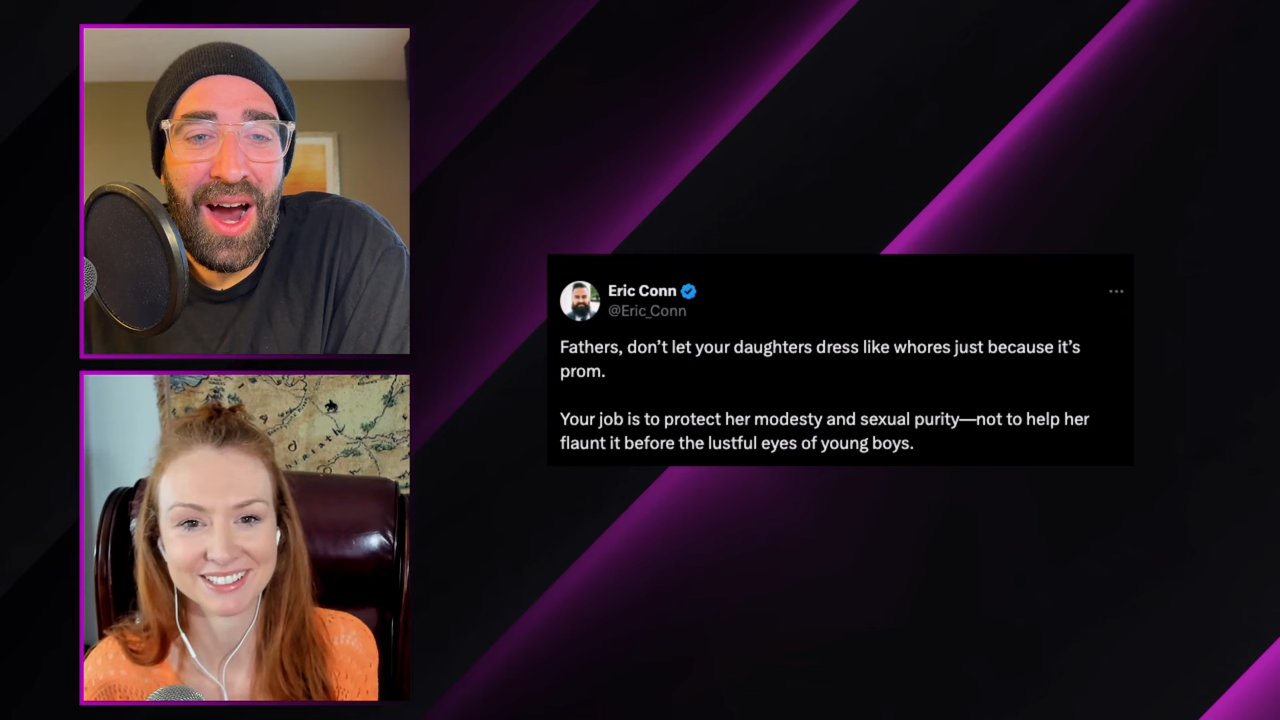 Eric Conn
@Eric_Conn
Fathers, don’t let your daughters dress like whores just because it’s
prom.
Your job is to protect her modesty and sexual purity—not to help her
flaunt it before the lustful eyes of young boys.